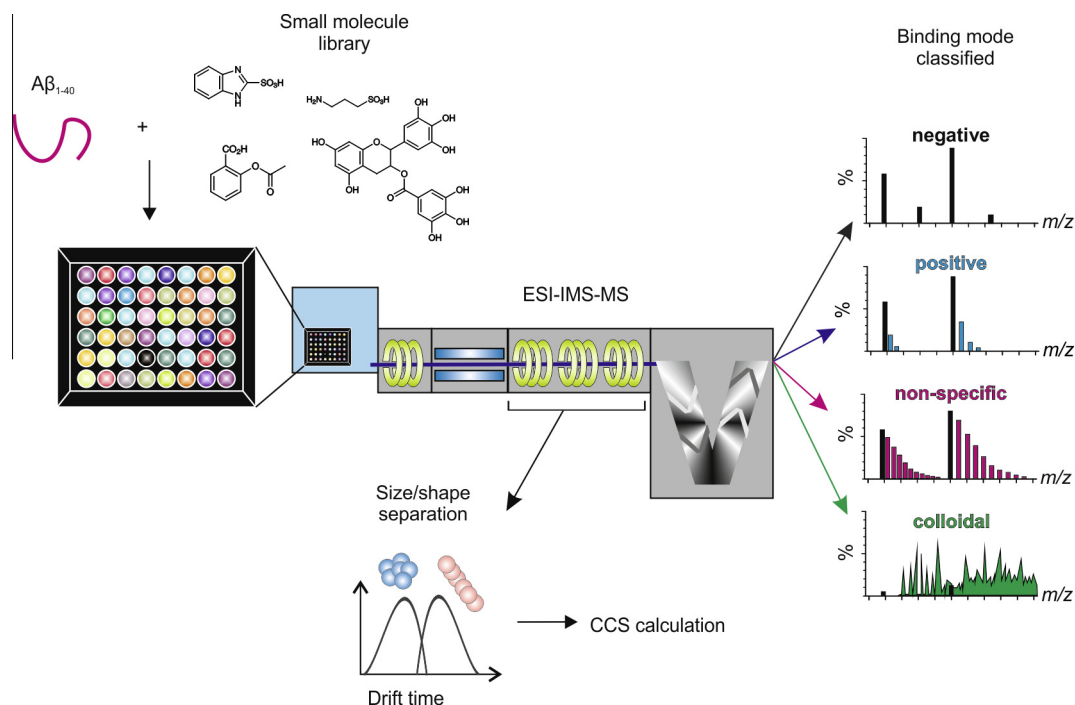 Small molecule
library
Aβ1-40
+
N
N
H
SO3H
H2N
SO3H
CO2H
O
O
HO
O
OH
O
O
OH
OH
OH
OH
OH
OH
ESI-IMS-MS
Size/shape
separation
Drift time
CCS calculation
Binding mode
classified
negative
%
m/z
positive
%
m/z
non-specific
%
m/z
colloidal
%
m/z